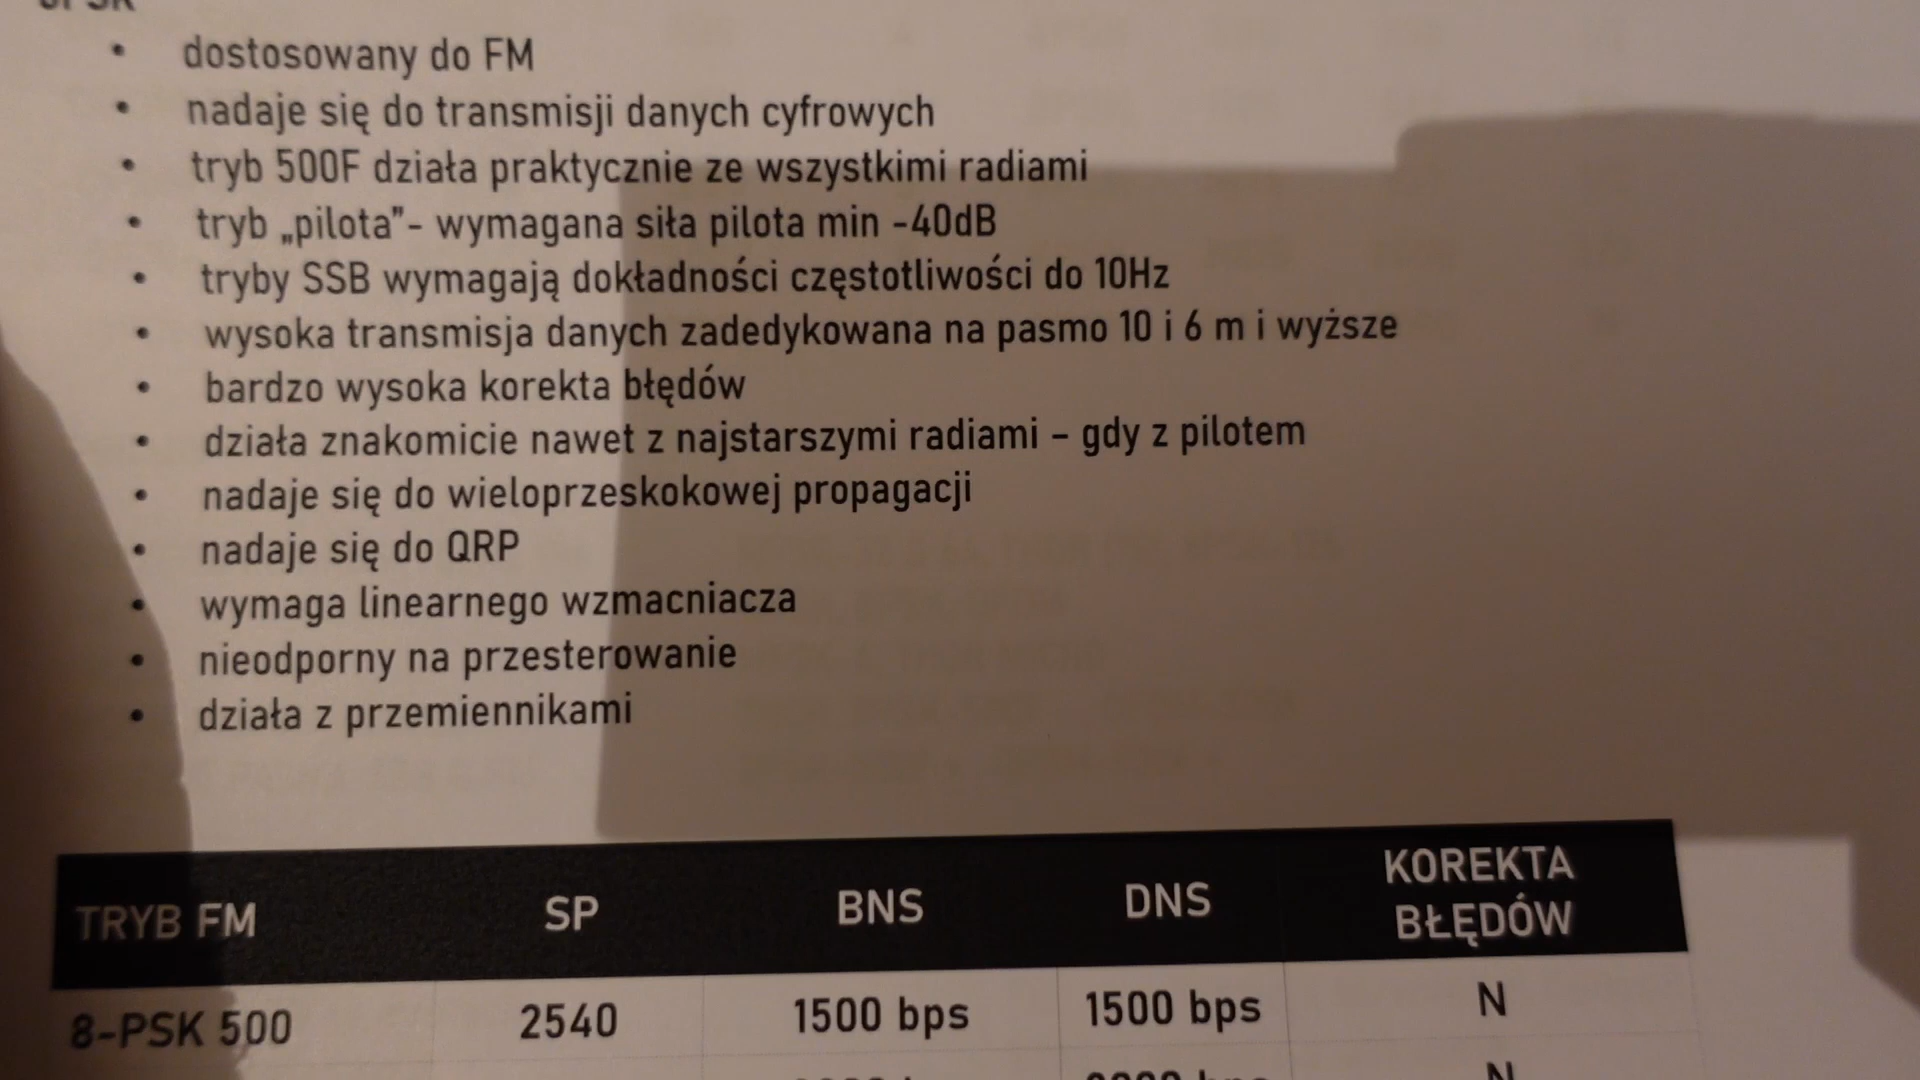 • dostosowany do FM
• nadaje się do transmisji danych cyfrowych
• tryb 500F działa praktycznie ze wszystkimi radiami
• tryb „pilota”- wymagana siła pilota min -40dB
• tryby SSB wymagają dokładności częstotliwości do 10Hz
• wysoka transmisja danych zadedykowana na pasmo 10 i 6 m i wyższe
• bardzo wysoka korekta błędów
• działa znakomicie nawet z najstarszymi radiami – gdy z pilotem
• nadaje się do wieloprzeskokowej propagacji
• nadaje się do QRP
• wymaga linearnego wzmacniacza
• nieodporny na przesterowanie
• działa z przemiennikami
TRYB FM SP BNS DNS KOREKTA
BŁĘDÓW
8-PSK 500 2540 1500 bps 1500 bps N
N